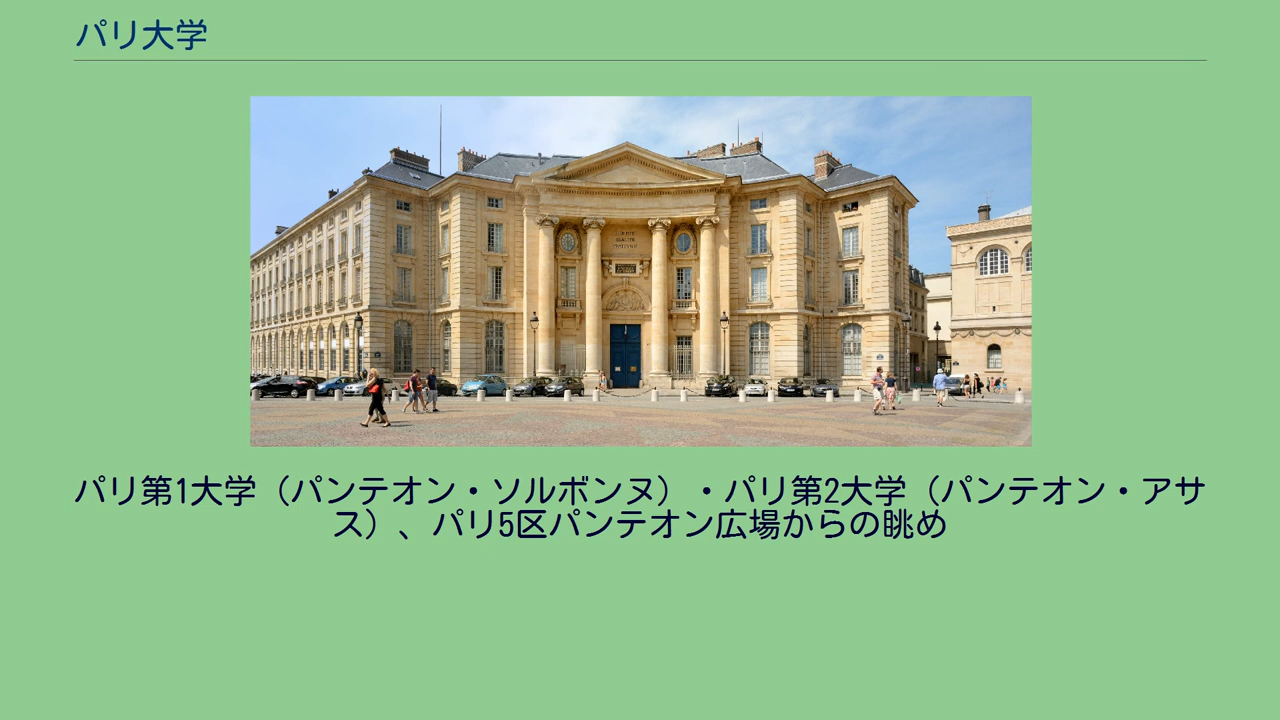 パリ大学
パリ第1大学（パンテオン・ソルボンヌ）・パリ第2大学（パンテオン・アサ
ス）、パリ5区パンテオン広場からの眺め